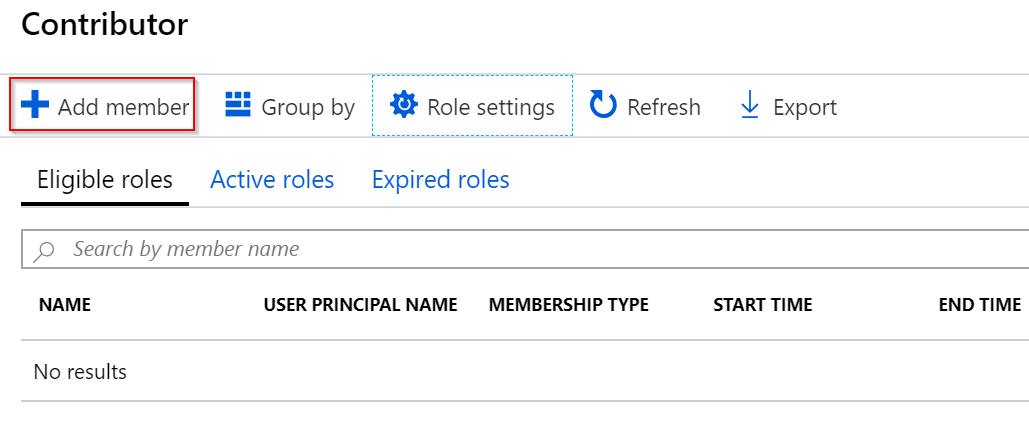 Contributor
Add member Group by Role settings Refresh Export
Eligible roles Active roles Expired roles
Search by member name
NAME USER PRINCIPAL NAME MEMBERSHIP TYPE START TIME END TIME
No results